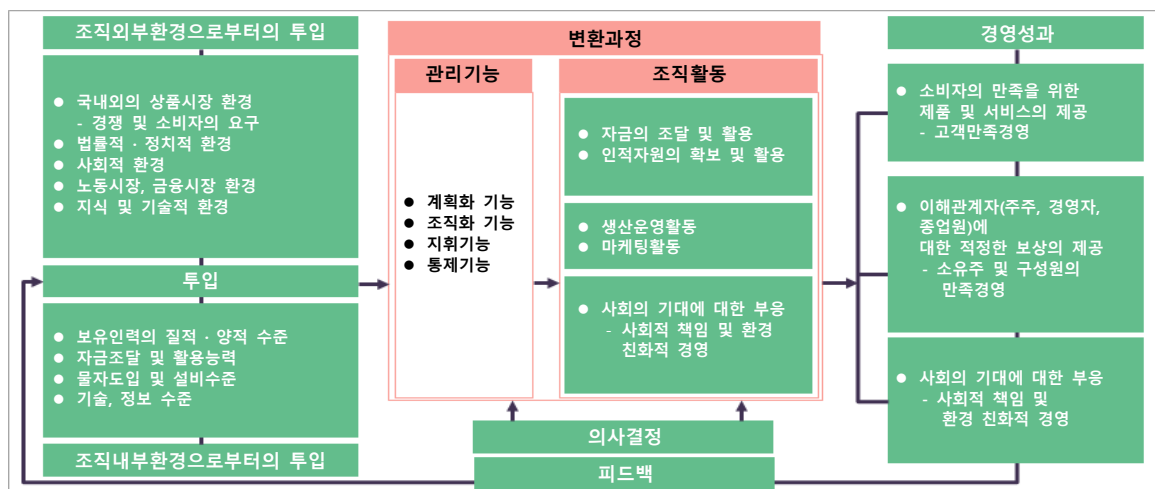 조직외부환경으로부터의 투입
● 국내외의 상품시장 환경
- 경쟁 및 소비자의 요구
● 법률적 · 정치적 환경
● 사회적 환경
● 노동시장, 금융시장 환경
● 지식 및 기술적 환경
투입
● 보유인력의 질적 · 양적 수준
● 자금조달 및 활용능력
● 물자도입 및 설비수준
● 기술, 정보 수준
조직내부환경으로부터의 투입
변환과정
관리기능
● 계획화 기능
● 조직화 기능
● 지휘기능
● 통제기능
조직활동
● 자금의 조달 및 활용
● 인적자원의 확보 및 활용
● 생산운영활동
● 마케팅활동
● 사회의 기대에 대한 부응
- 사회적 책임 및 환경
친화적 경영
의사결정
피드백
경영성과
● 소비자의 만족을 위한
제품 및 서비스의 제공
- 고객만족경영
● 이해관계자(주주, 경영자,
종업원)에
대한 적정한 보상의 제공
- 소유주 및 구성원의
만족경영
● 사회의 기대에 대한 부응
- 사회적 책임 및
환경 친화적 경영